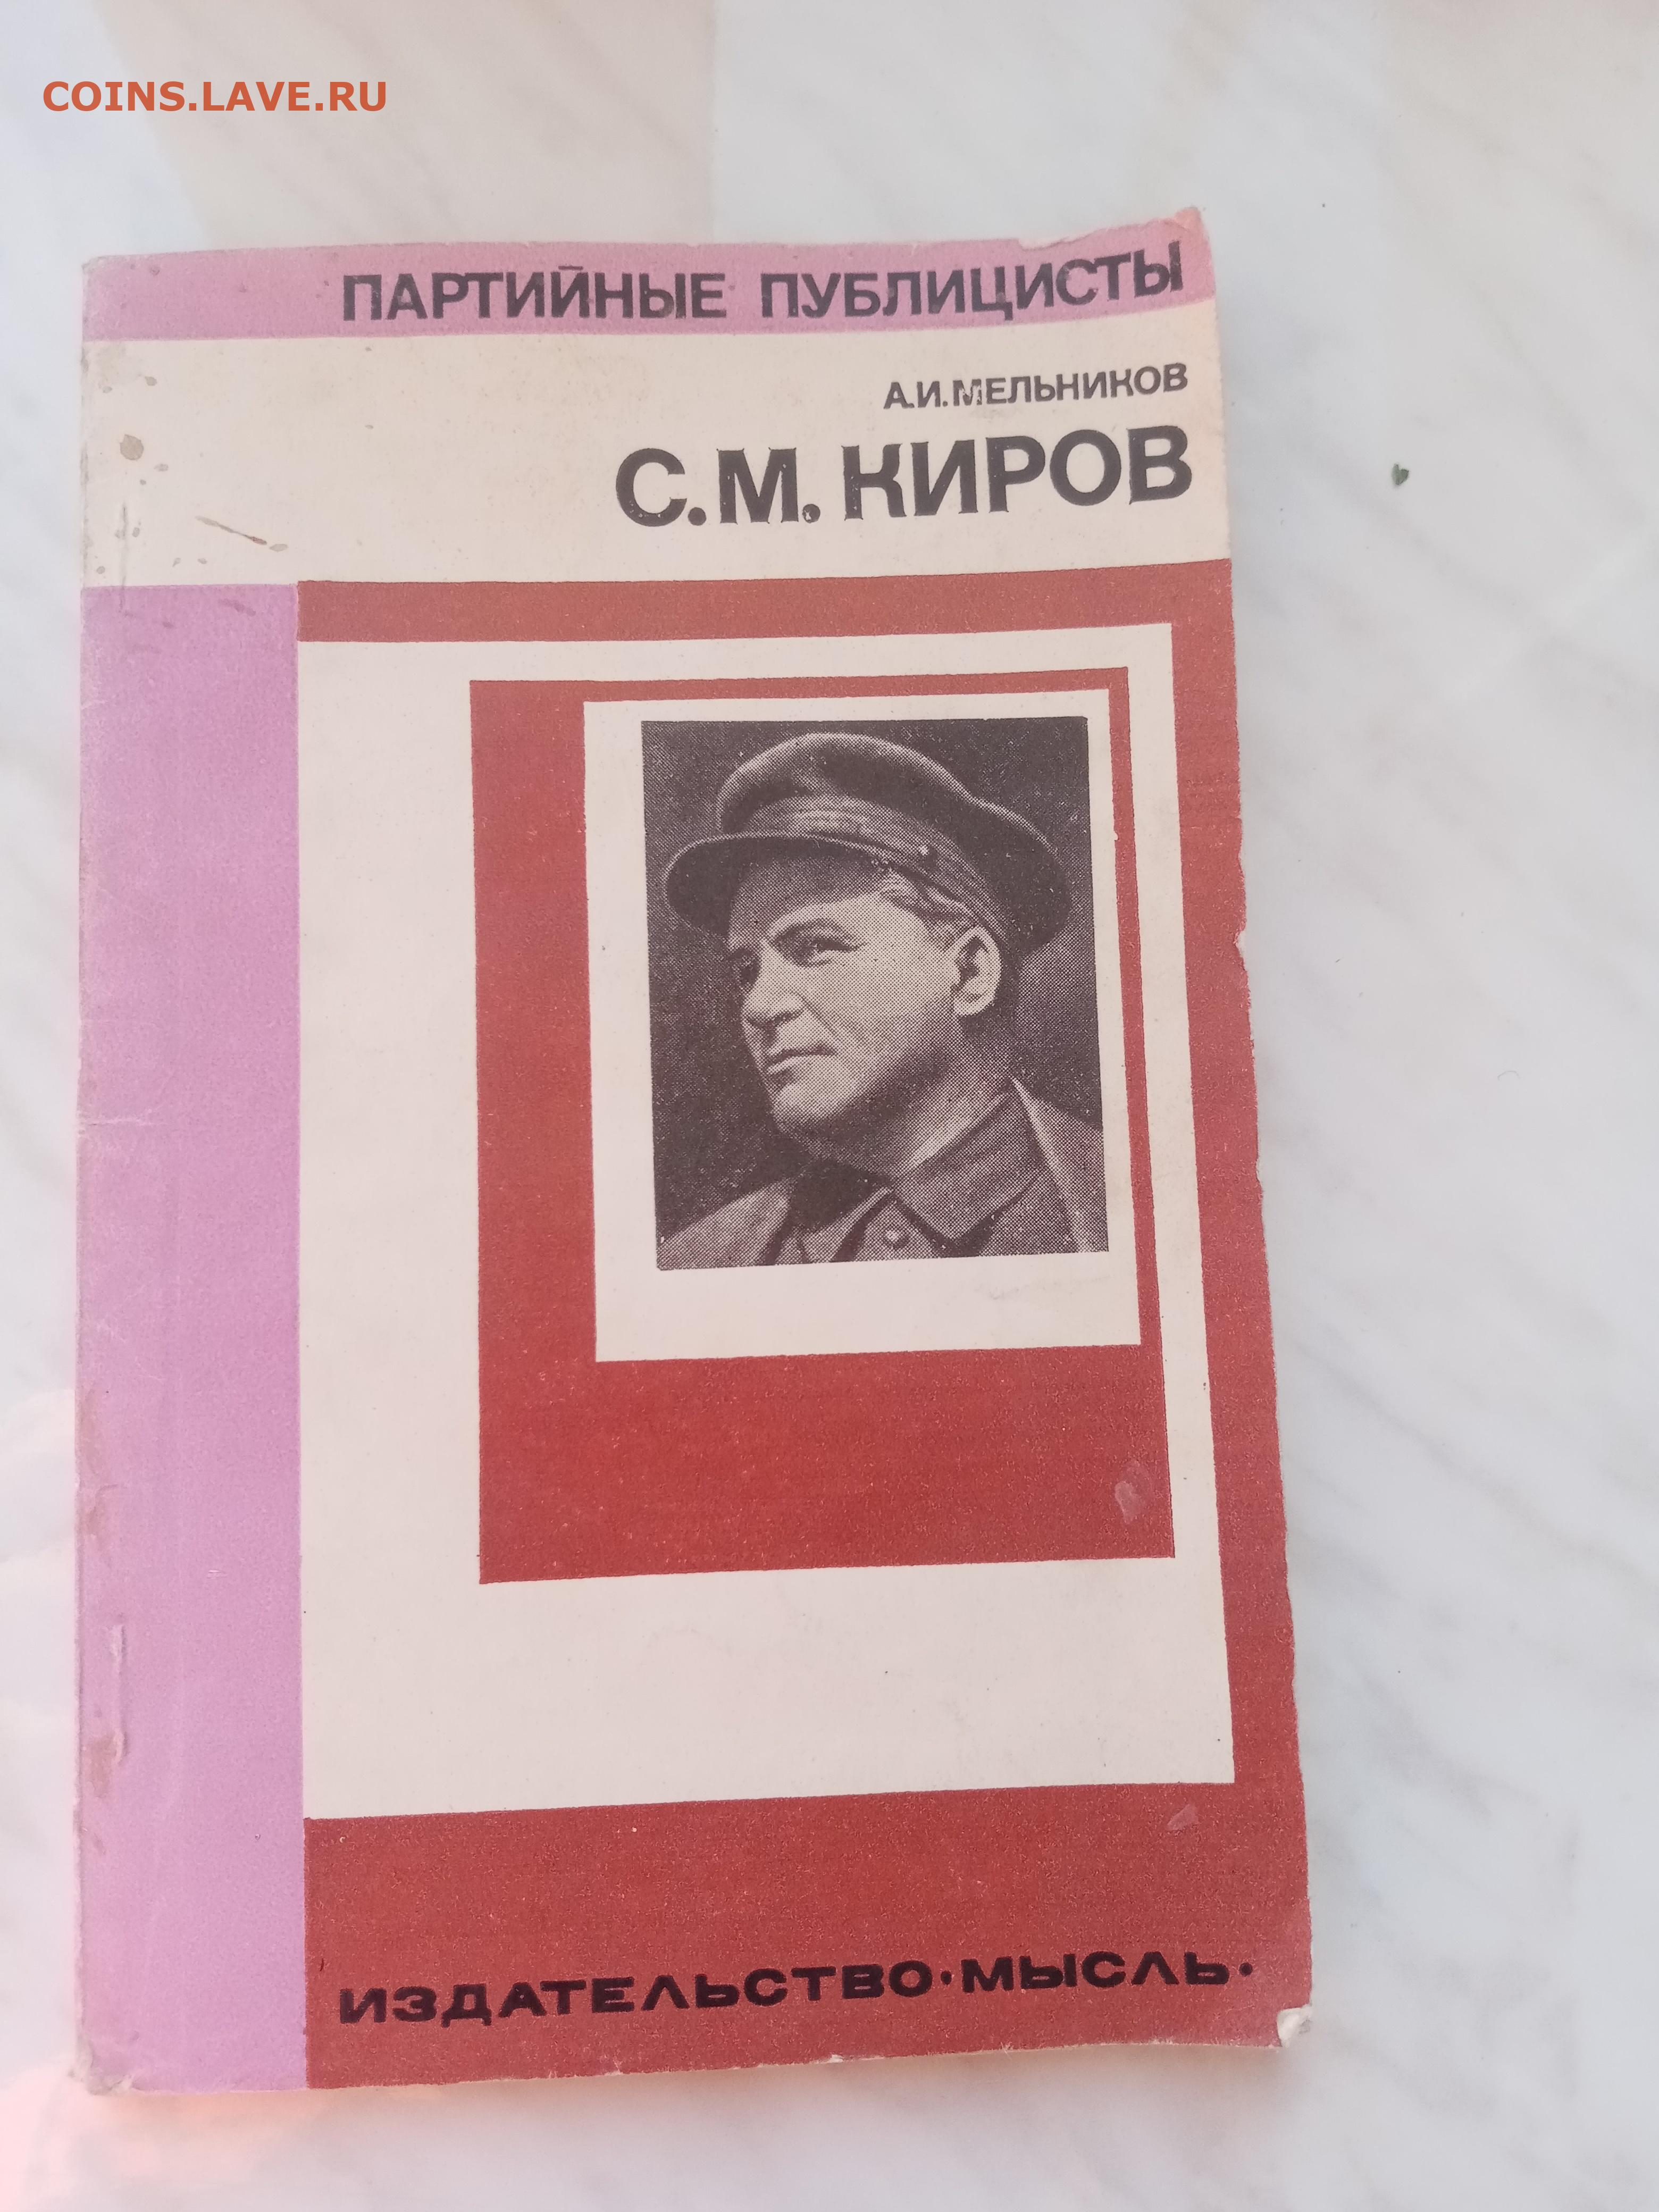 COINS.LAVE.RU
ПАРТИЙНЫЕ ПУБЛИЦИСТЫ
А.И.МЕЛЬНИКОВ
С.М.КИРОВ
ИЗДАТЕЛЬСТВО·МЫСЛЬ·